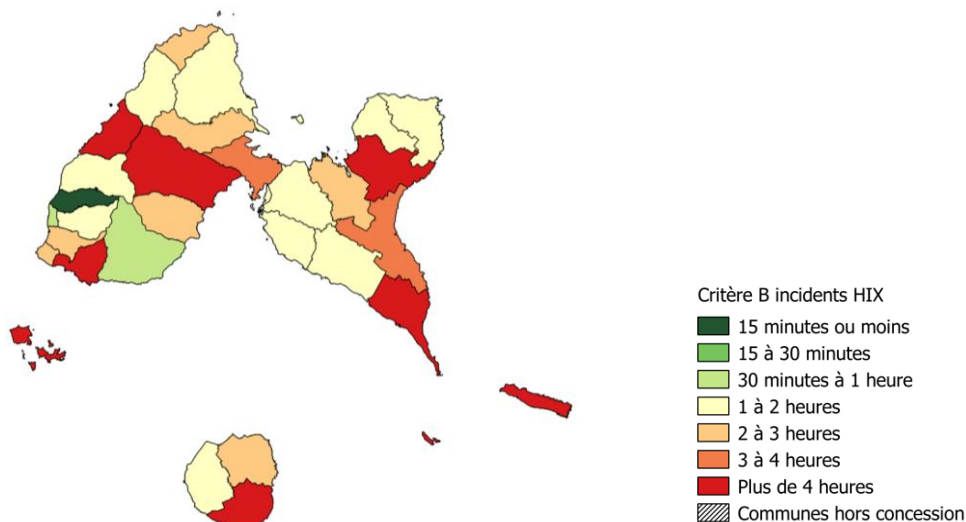 Critère B incidents HIX
15 minutes ou moins
15 à 30 minutes
30 minutes à 1 heure
1 à 2 heures
2 à 3 heures
3 à 4 heures
Plus de 4 heures
Communes hors concession